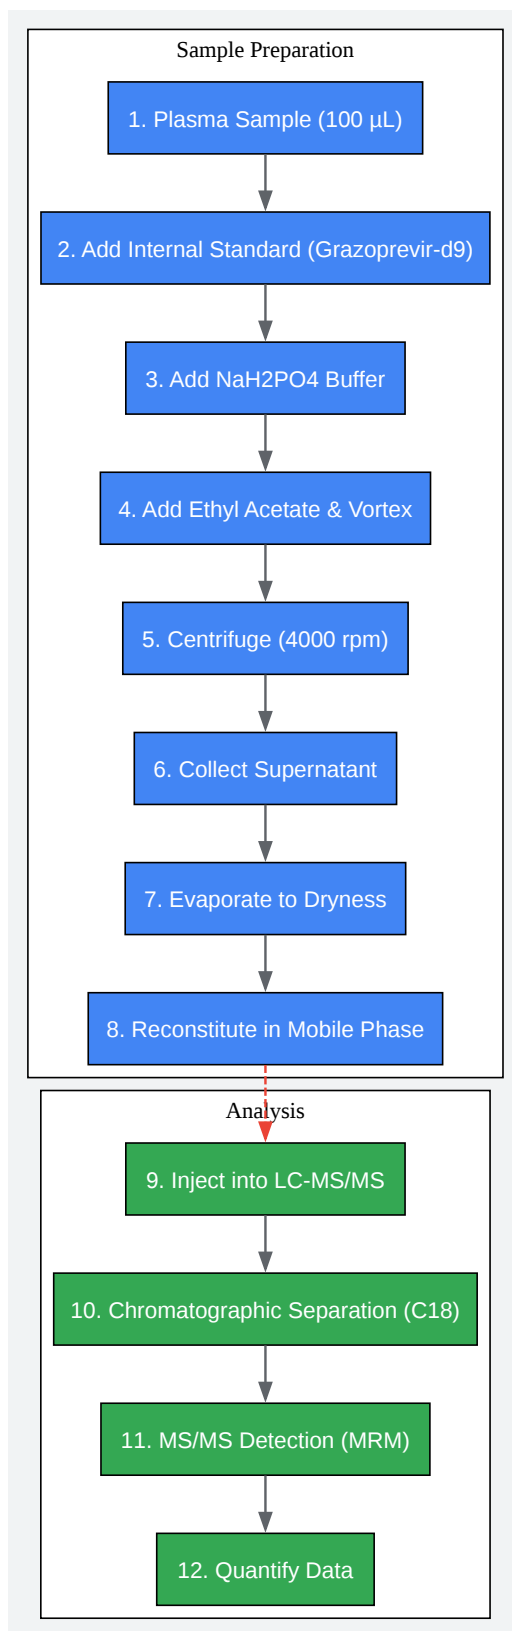 Sample Preparation
1. Plasma Sample (100 µL)
2. Add Internal Standard (Grazoprevir-d9)
3. Add NaH2PO4 Buffer
4. Add Ethyl Acetate & Vortex
5. Centrifuge (4000 rpm)
6. Collect Supernatant
7. Evaporate to Dryness
8. Reconstitute in Mobile Phase
Analysis
9. Inject into LC-MS/MS
10. Chromatographic Separation (C18)
11. MS/MS Detection (MRM)
12. Quantify Data